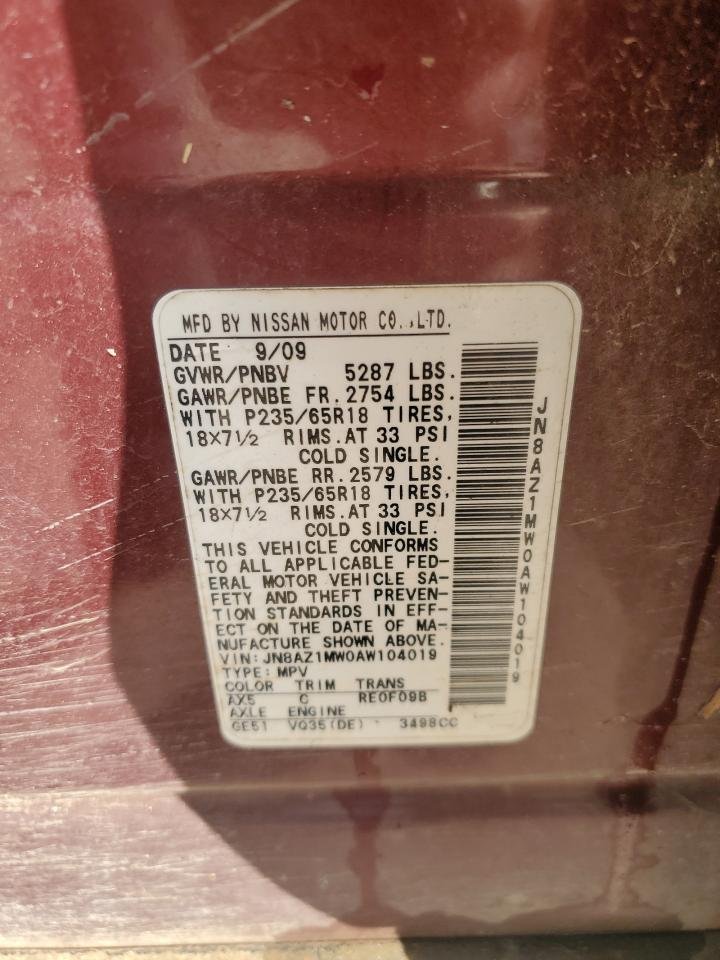 MFD BY NISSAN MOTOR CO.,LTD.
DATE 9/09
GVWR/PNBV 5287 LBS.
GAWR/PNBE FR. 2754 LBS.
WITH P235/65R18 TIRES,
18X7½ RIMS.AT 33 PSI
COLD SINGLE.
GAWR/PNBE RR. 2579 LBS.
WITH P235/65R18 TIRES,
18X7½ RIMS.AT 33 PSI
COLD SINGLE.
THIS VEHICLE CONFORMS
TO ALL APPLICABLE FED-
ERAL MOTOR VEHICLE SA-
FETY AND THEFT PREVEN-
TION STANDARDS IN EFF-
ECT ON THE DATE OF MA-
NUFACTURE SHOWN ABOVE.
VIN: JN8AZ1MW0AW104019
TYPE: MPV
COLOR TRIM TRANS
AX5 C RE0F09B
AXLE ENGINE
GE51 VQ35(DE) 3498CC
JN8AZ1MW0AW104019